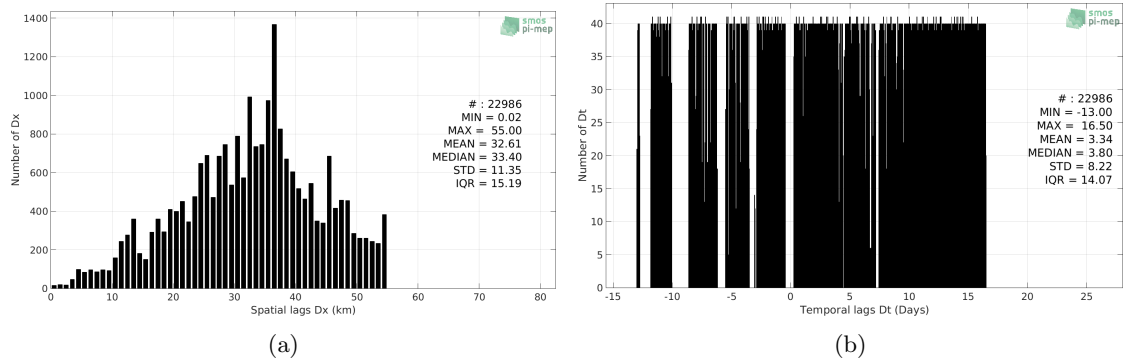 1400
1200
1000
800
600
400
200
0
Number of Dx
0 10 20 30 40 50 60 70 80
Spatial lags Dx (km)
smos
pi-mep
# : 22986
MIN = 0.02
MAX = 55.00
MEAN = 32.61
MEDIAN = 33.40
STD = 11.35
IQR = 15.19
(a)
40
35
30
25
20
15
10
5
0
Number of Dt
-15 -10 -5 0 5 10 15 20 25
Temporal lags Dt (Days)
smos
pi-mep
# : 22986
MIN = -13.00
MAX = 16.50
MEAN = 3.34
MEDIAN = 3.80
STD = 8.22
IQR = 14.07
(b)